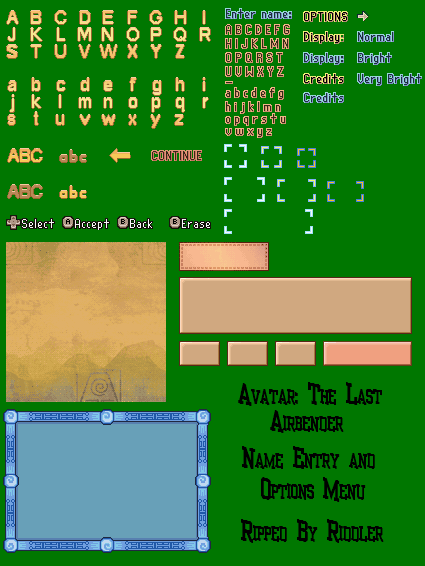 A B C D E F G H I
J K L M N O P Q R
S T U V W X Y Z
a b c d e f g h i
j k l m n o p q r
s t u v w x y z
ABC abc CONTINUE
ABC abc
Select A Accept B Back B Erase
Enter name:
ABCDEFG
HIJKLMN
OPQRST
UVWXYZ
abcdefg
hijklmn
opqrstu
vwxyz
OPTIONS
Display: Normal
Display: Bright
Credits Very Bright
Credits
Avatar: The Last
Airbender
Name Entry and
Options Menu
Ripped By Riddler